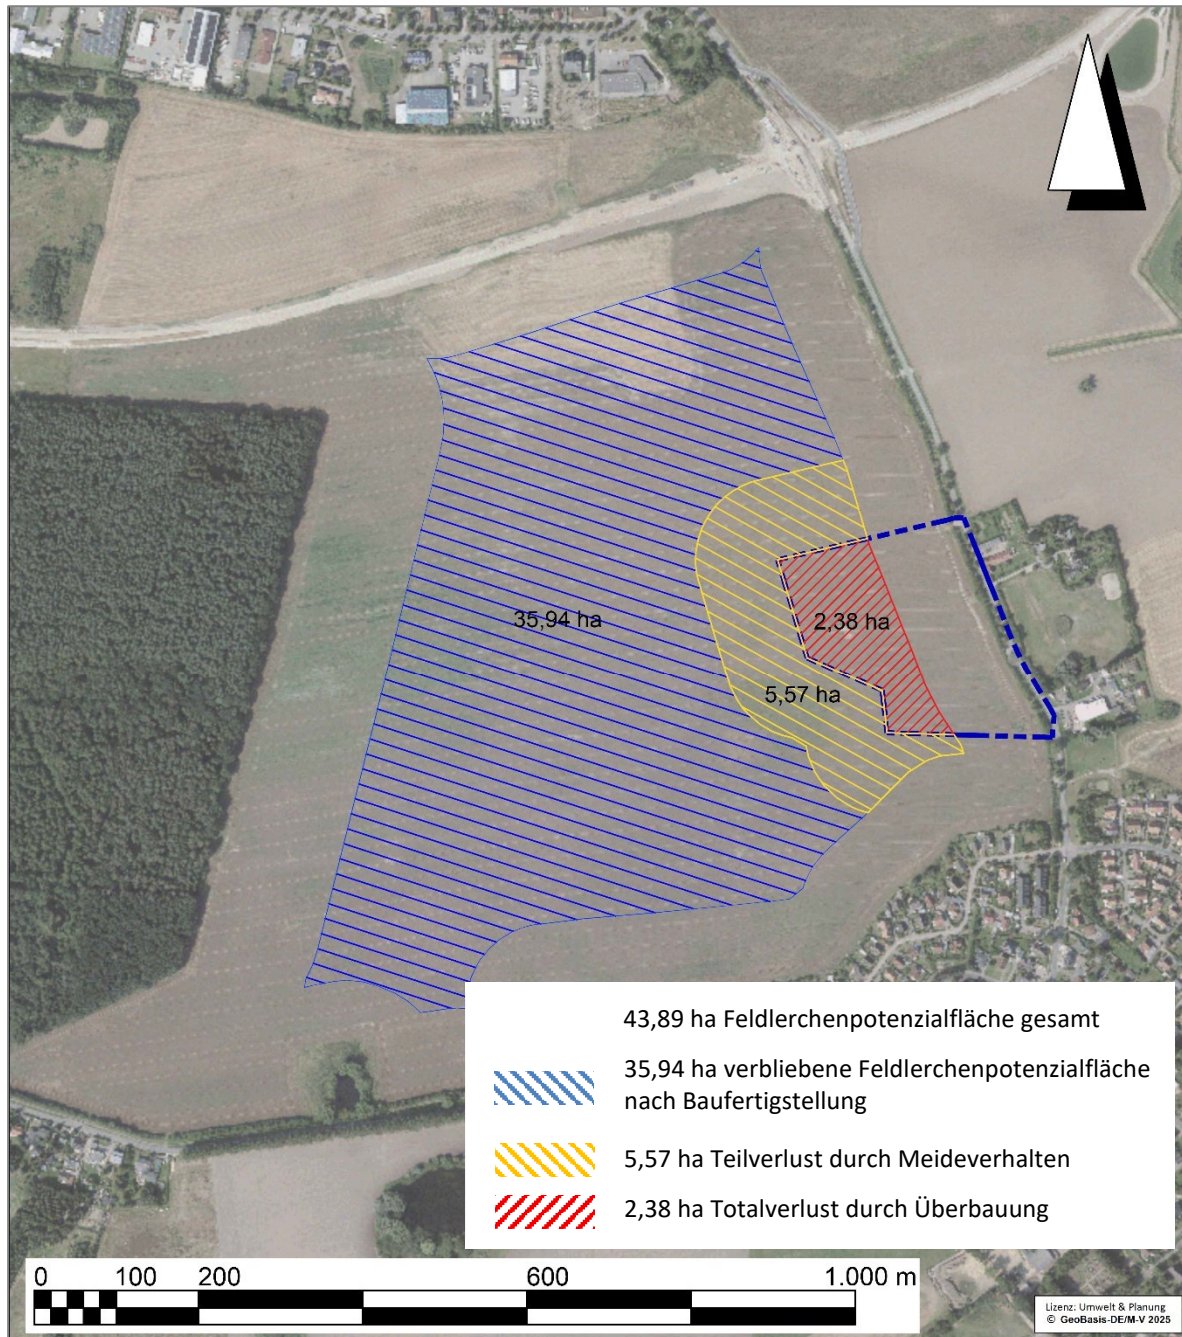 35,94 ha
2,38 ha
5,57 ha
43,89 ha Feldlerchenpotenzialfläche gesamt
35,94 ha verbliebene Feldlerchenpotenzialfläche
nach Baufertigstellung
5,57 ha Teilverlust durch Meideverhalten
2,38 ha Totalverlust durch Überbauung
0 100 200 600 1.000 m
Lizenz: Umwelt & Planung
© GeoBasis-DE/M-V 2025